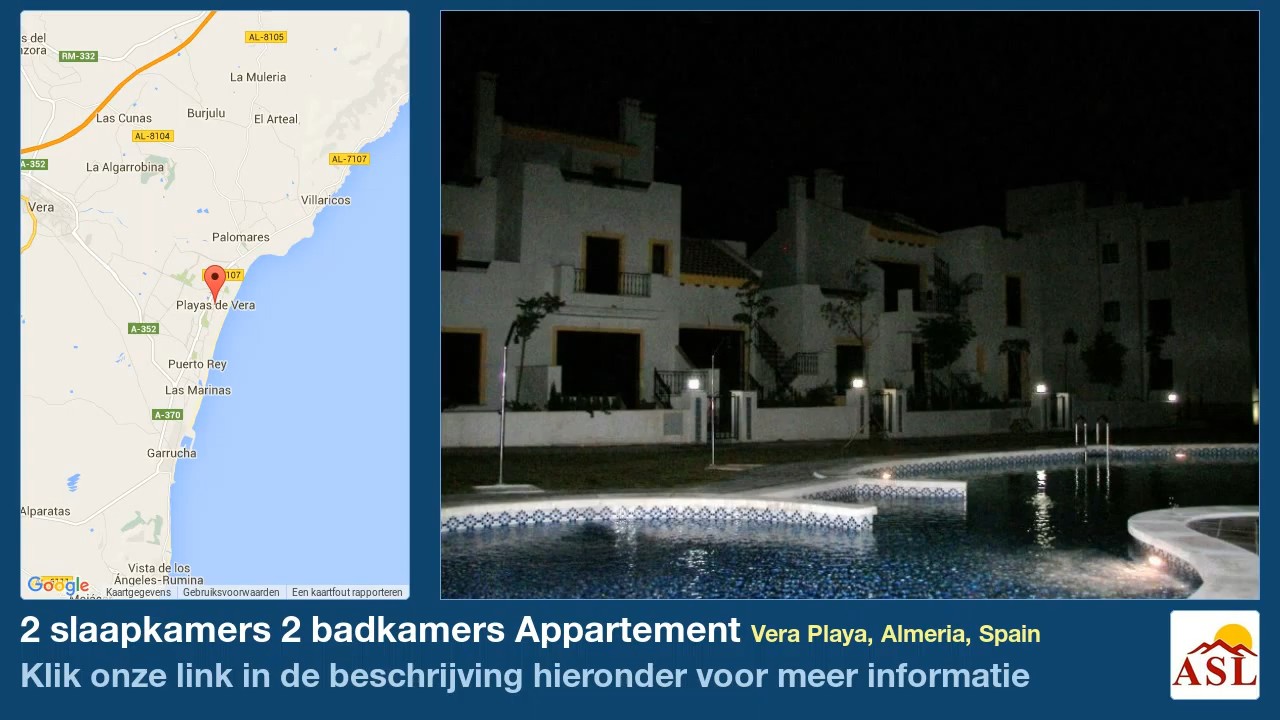 s del
nzora
RM-332
AL-8105
La Muleria
Las Cunas
Burjulu
El Arteal
AL-8104
AL-7107
A-352
La Algarrobina
Vera
Villaricos
Palomares
107
Playas de Vera
A-352
Puerto Rey
Las Marinas
A-370
Garrucha
Alparatas
Vista de los
Ángeles-Rumina
Google
Kaartgegevens
Gebruiksvoorwaarden
Een kaartfout rapporteren
2 slaapkamers 2 badkamers Appartement Vera Playa, Almeria, Spain
Klik onze link in de beschrijving hieronder voor meer informatie
ASL